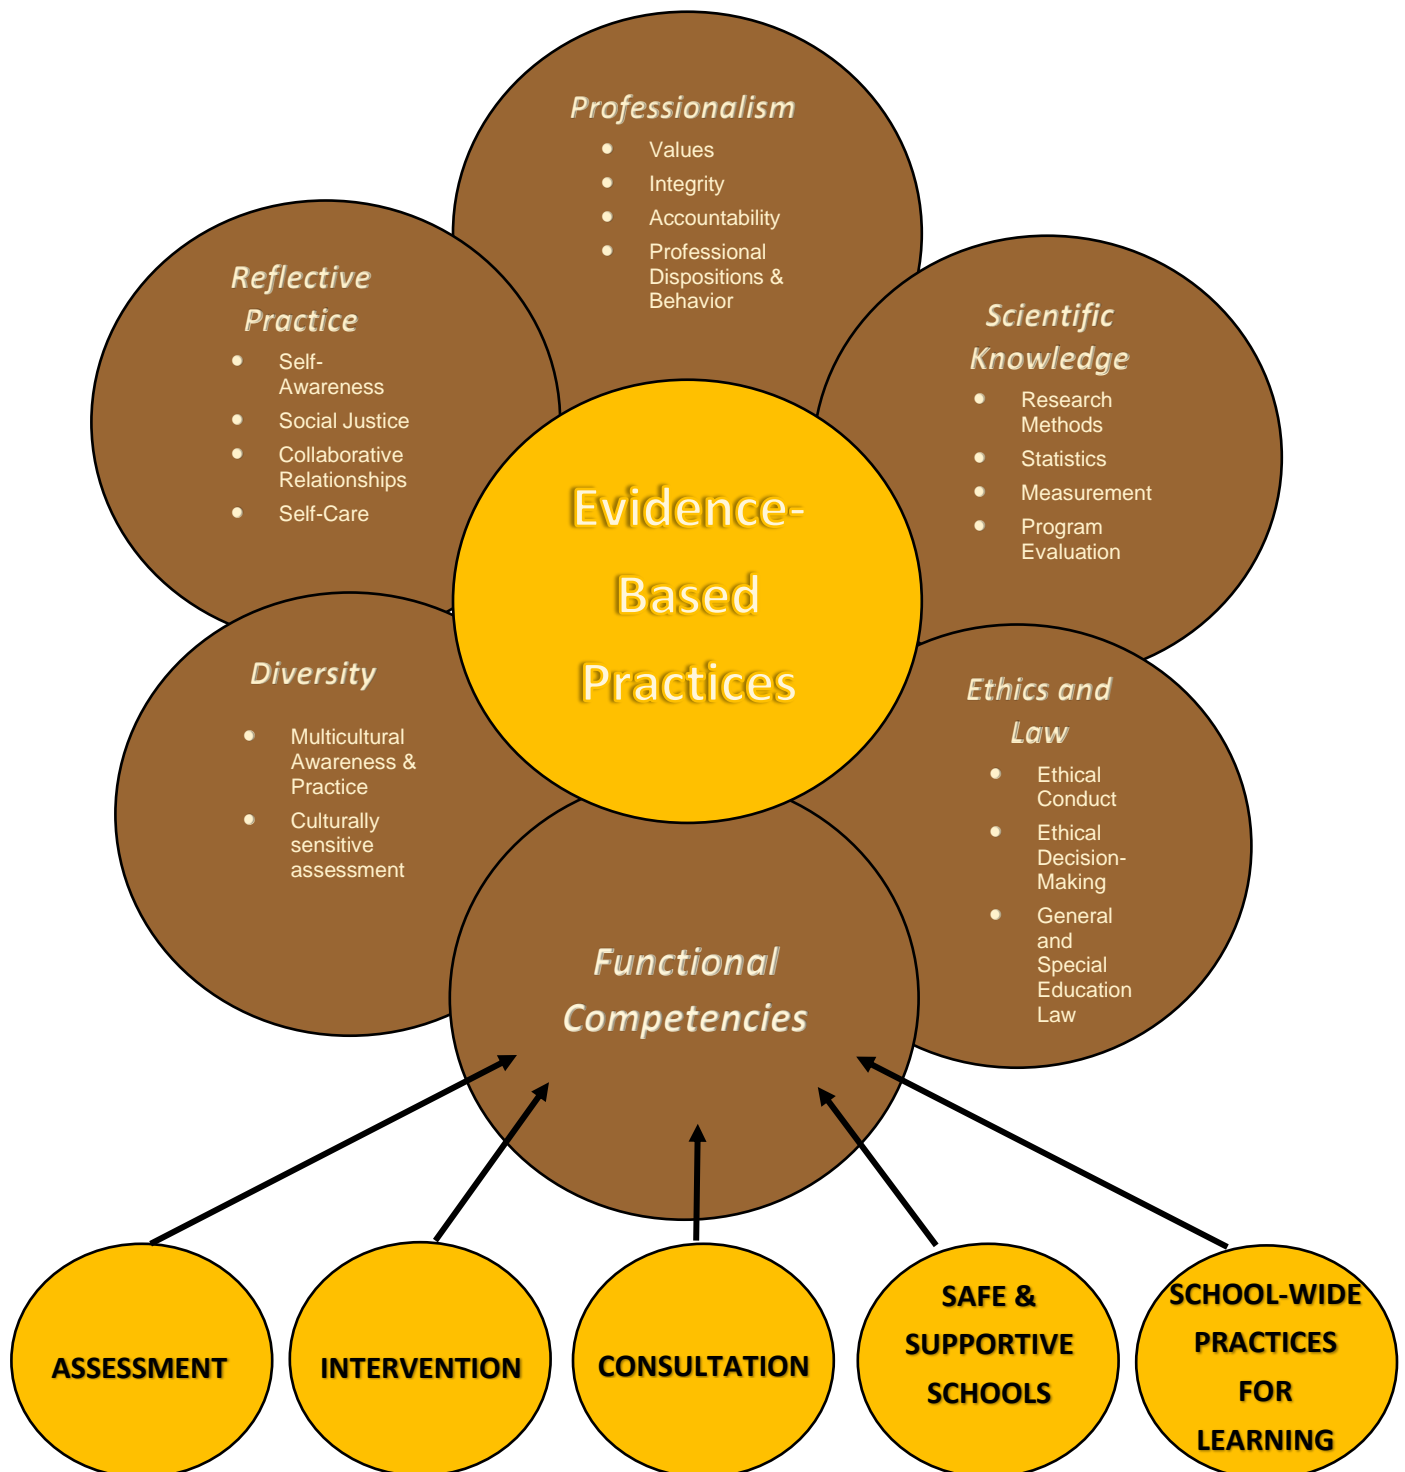 Professionalism
• Values
• Integrity
• Accountability
• Professional
Dispositions &
Behavior
Reflective
Practice
• Self-
Awareness
• Social Justice
• Collaborative
Relationships
• Self-Care
Scientific
Knowledge
• Research
Methods
• Statistics
• Measurement
• Program
Evaluation
Evidence-
Based
Practices
Diversity
• Multicultural
Awareness &
Practice
• Culturally
sensitive
assessment
Ethics and
Law
• Ethical
Conduct
• Ethical
Decision-
Making
• General
and
Special
Education
Law
Functional
Competencies
ASSESSMENT
INTERVENTION
CONSULTATION
SAFE &
SUPPORTIVE
SCHOOLS
SCHOOL-WIDE
PRACTICES
FOR
LEARNING